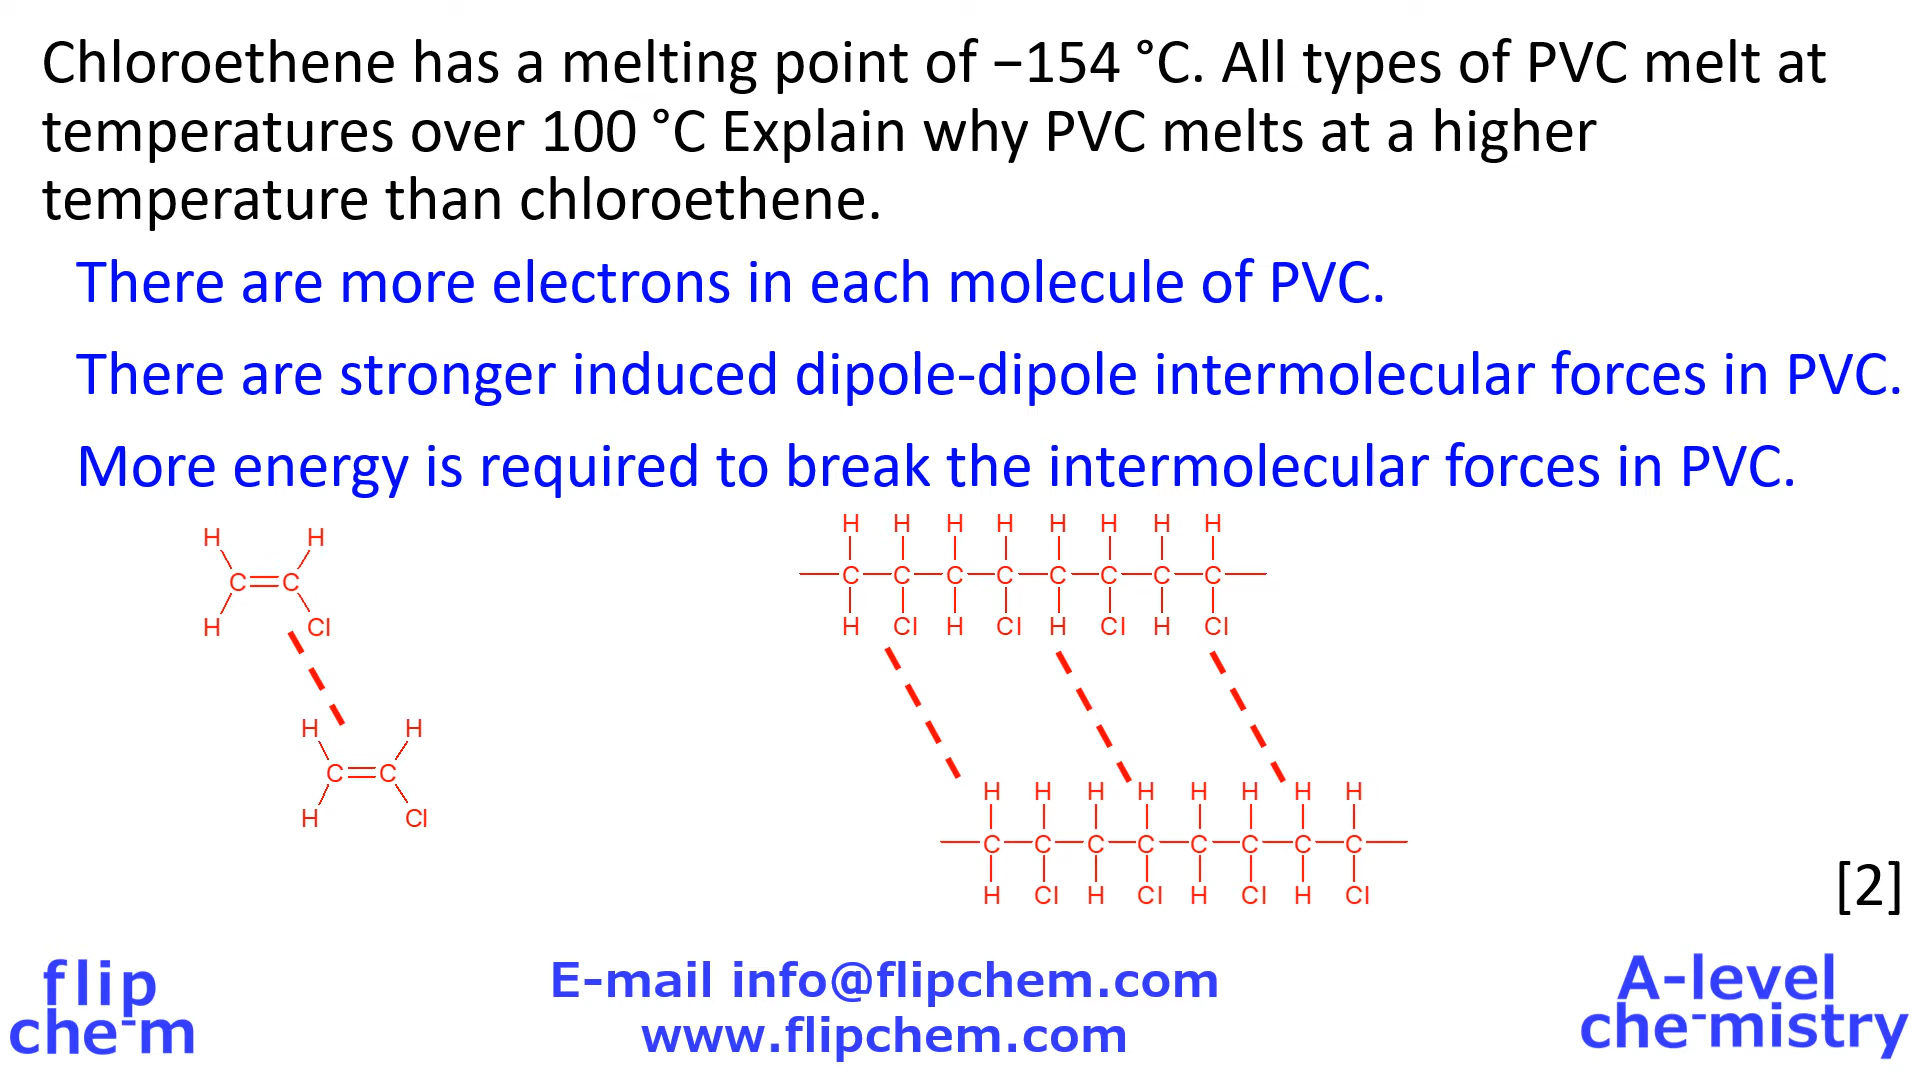 Chloroethene has a melting point of −154 °C. All types of PVC melt at
temperatures over 100 °C Explain why PVC melts at a higher
temperature than chloroethene.
There are more electrons in each molecule of PVC.
There are stronger induced dipole-dipole intermolecular forces in PVC.
More energy is required to break the intermolecular forces in PVC.
H H
C C
H Cl
H H
C C
H Cl
H H H H H H H H
C C C C C C C C
H Cl H Cl H Cl H Cl
H H H H H H H H
C C C C C C C C
H Cl H Cl H Cl H Cl
[2]
flip
che-m
E-mail info@flipchem.com
www.flipchem.com
A-level
che-mistry